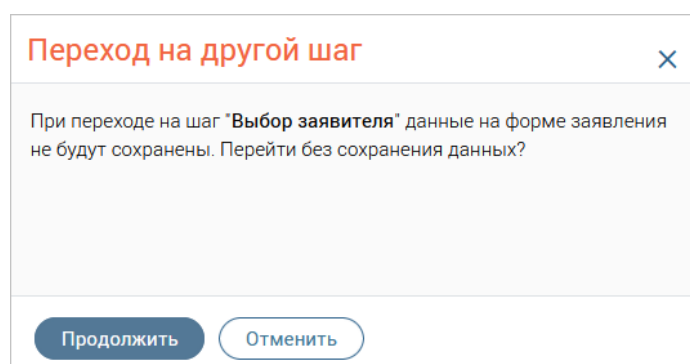 Переход на другой шаг
При переходе на шаг "Выбор заявителя" данные на форме заявления
не будут сохранены. Перейти без сохранения данных?
Продолжить
Отменить